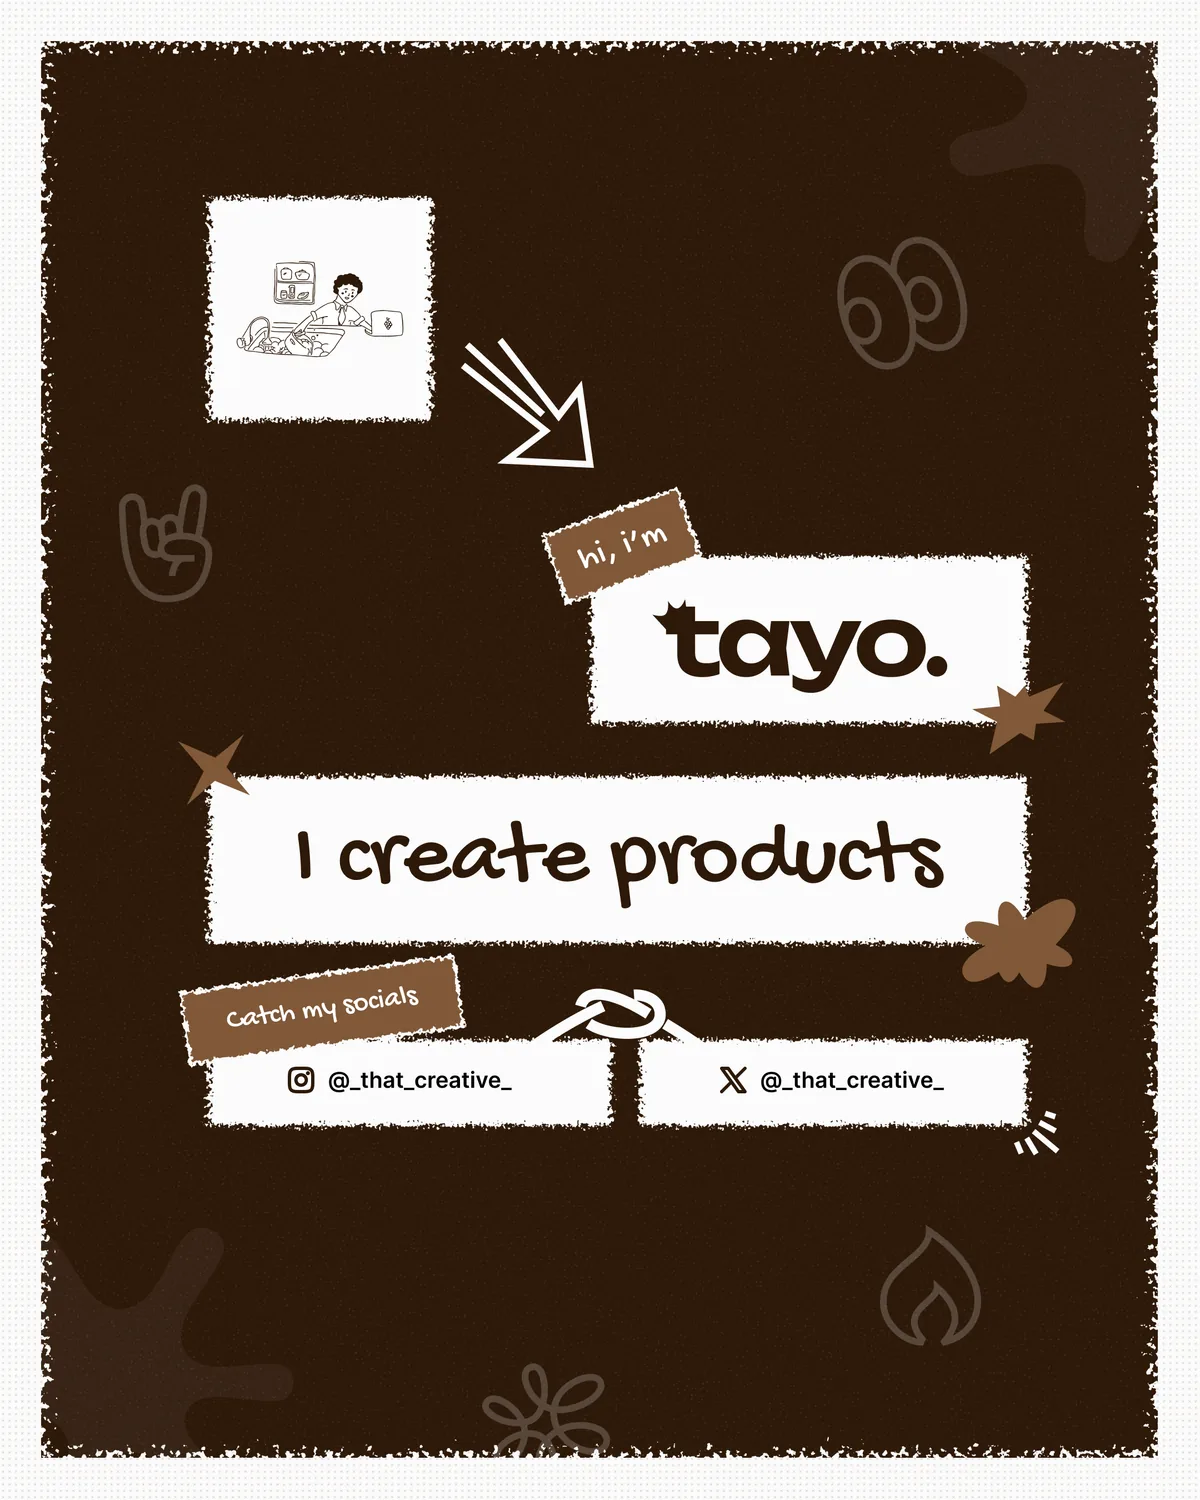 hi, i'm
tayo.
I create products
Catch my socials
@_that_creative_
@_that_creative_